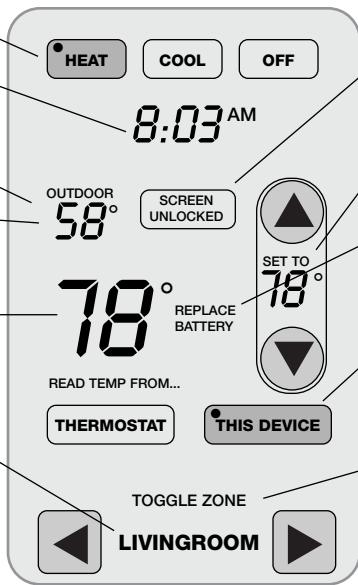 HEAT COOL OFF
8:03 AM
OUTDOOR
58°
SCREEN
UNLOCKED
SET TO
78°
78°
REPLACE
BATTERY
READ TEMP FROM...
THERMOSTAT THIS DEVICE
TOGGLE ZONE
LIVINGROOM